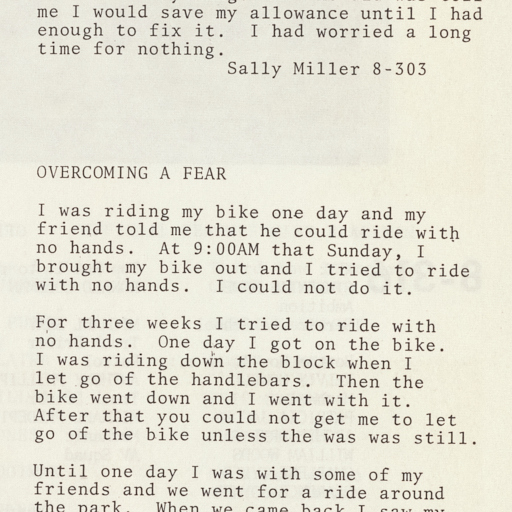 me I would save my allowance until I had
enough to fix it.  I had worried a long
time for nothing.
Sally Miller 8-303
OVERCOMING A FEAR
I was riding my bike one day and my
friend told me that he could ride with
no hands.  At 9:00AM that Sunday, I
brought my bike out and I tried to ride
with no hands.  I could not do it.
For three weeks I tried to ride with
no hands.  One day I got on the bike.
I was riding down the block when I
let go of the handlebars.  Then the
bike went down and I went with it.
After that you could not get me to let
go of the bike unless the was was still.
Until one day I was with some of my
friends and we went for a ride around
the park.  When we came back I saw my